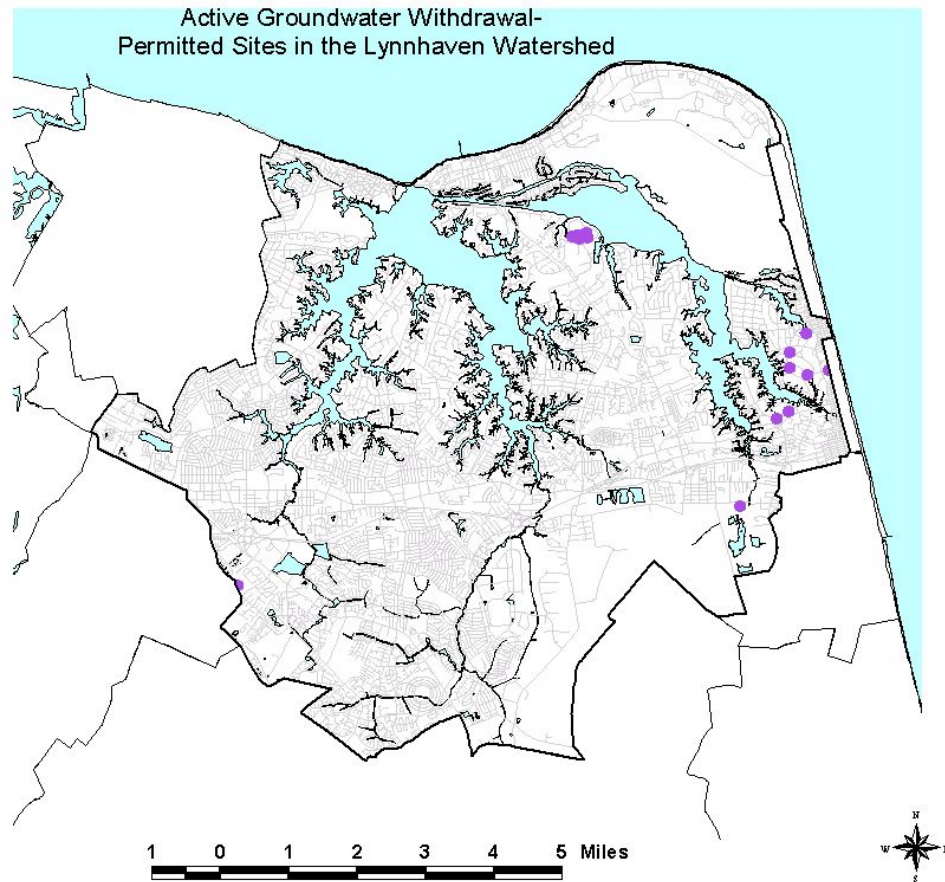 Active Groundwater Withdrawal-
Permitted Sites in the Lynnhaven Watershed
1 0 1 2 3 4 5 Miles
N
W
S